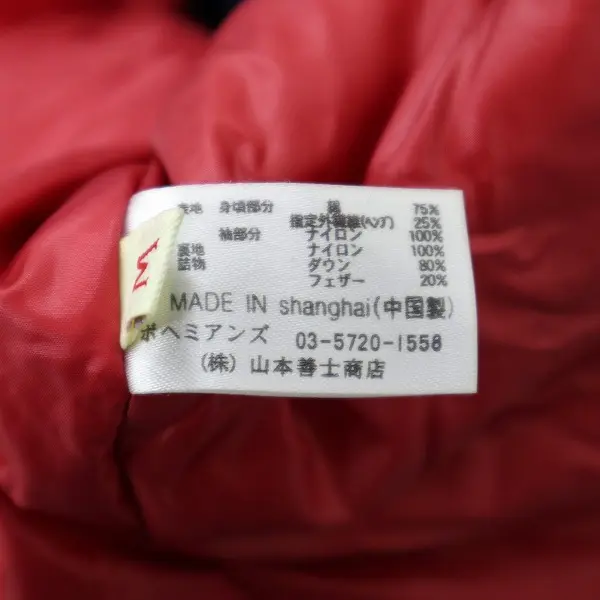 表地 身頃部分 綿 75%
指定外繊維(ヘンプ) 25%
袖部分 ナイロン 100%
裏地 ナイロン 100%
詰物 ダウン 80%
フェザー 20%
M
MADE IN shanghai(中国製)
ボヘミアンズ 03-5720-1558
(株) 山本善士商店